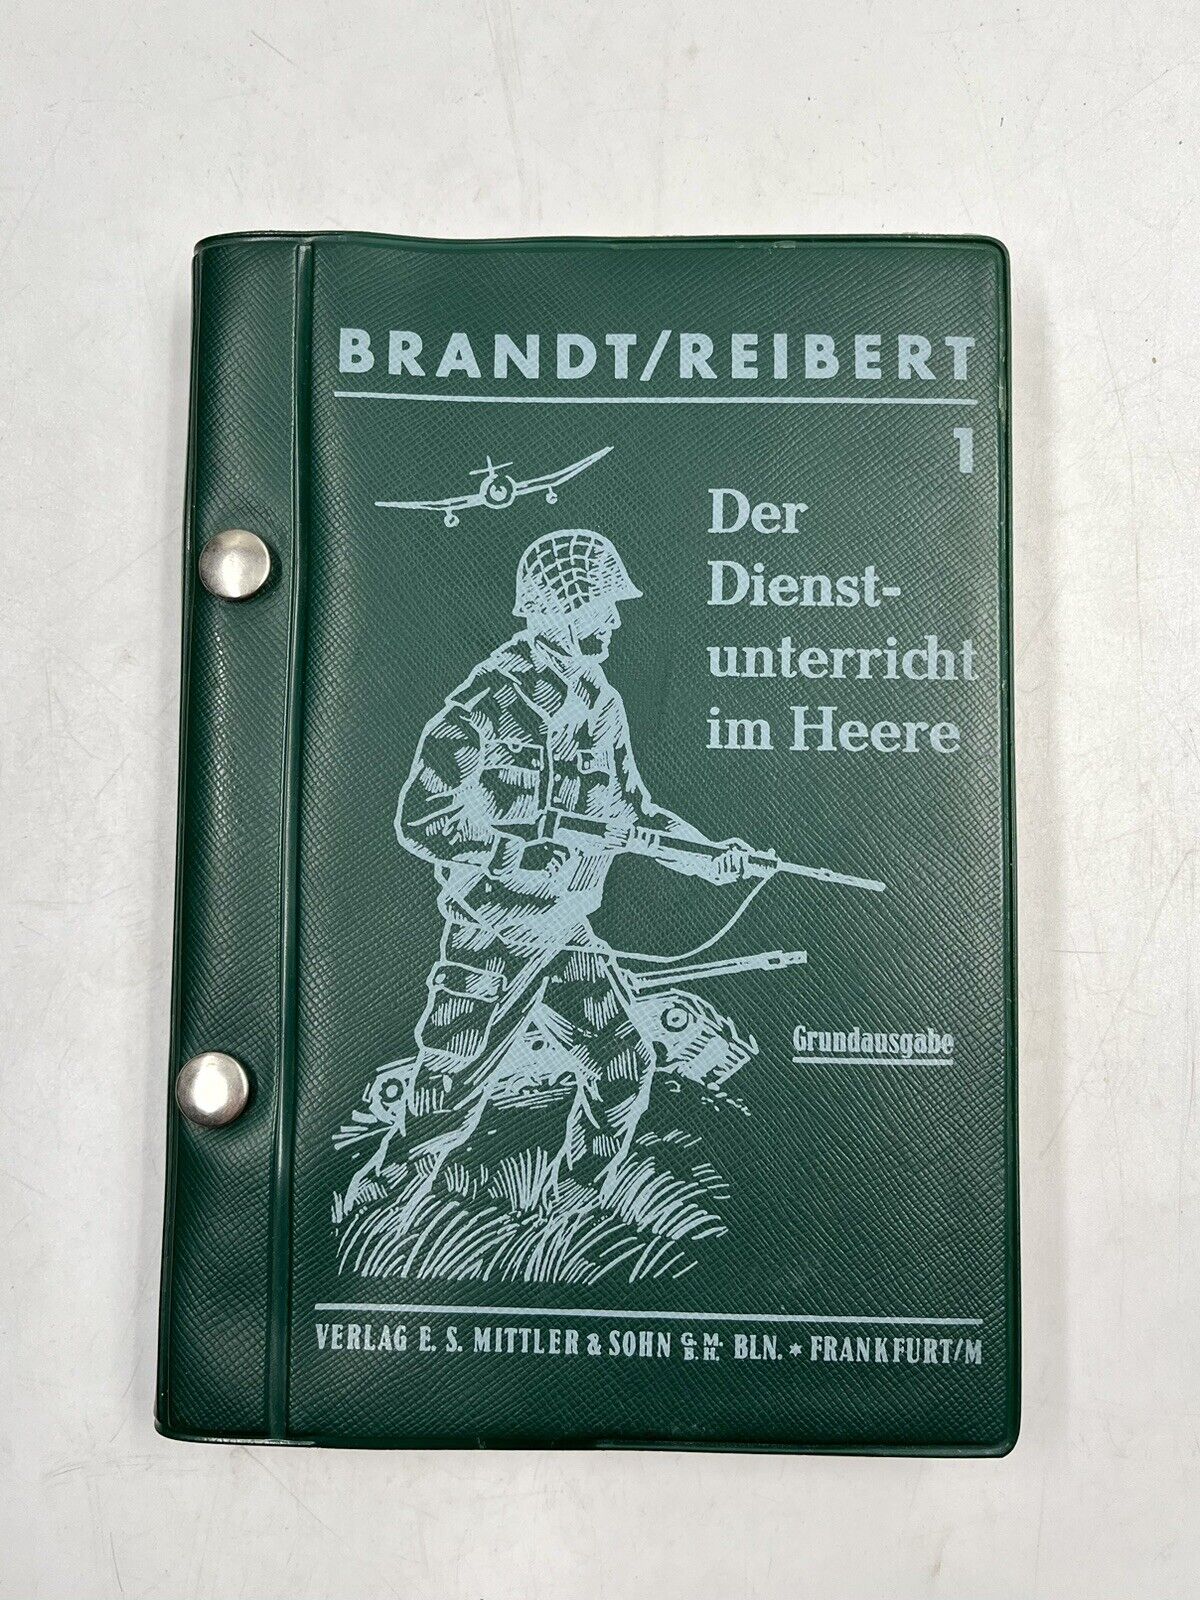 BRANDT/REIBERT
1
Der
Dienst-
unterricht
im Heere
Grundausgabe
VERLAG E. S. MITTLER & SOHN G.M.B.H. BLN. * FRANKFURT/M